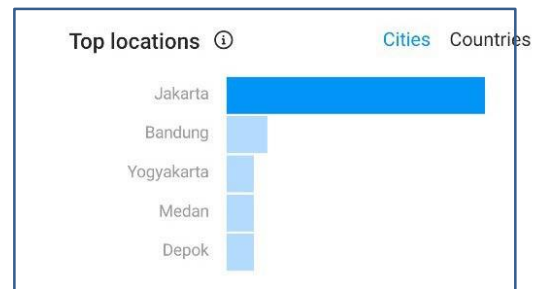 Top locations Cities Countries
Jakarta
Bandung
Yogyakarta
Medan
Depok